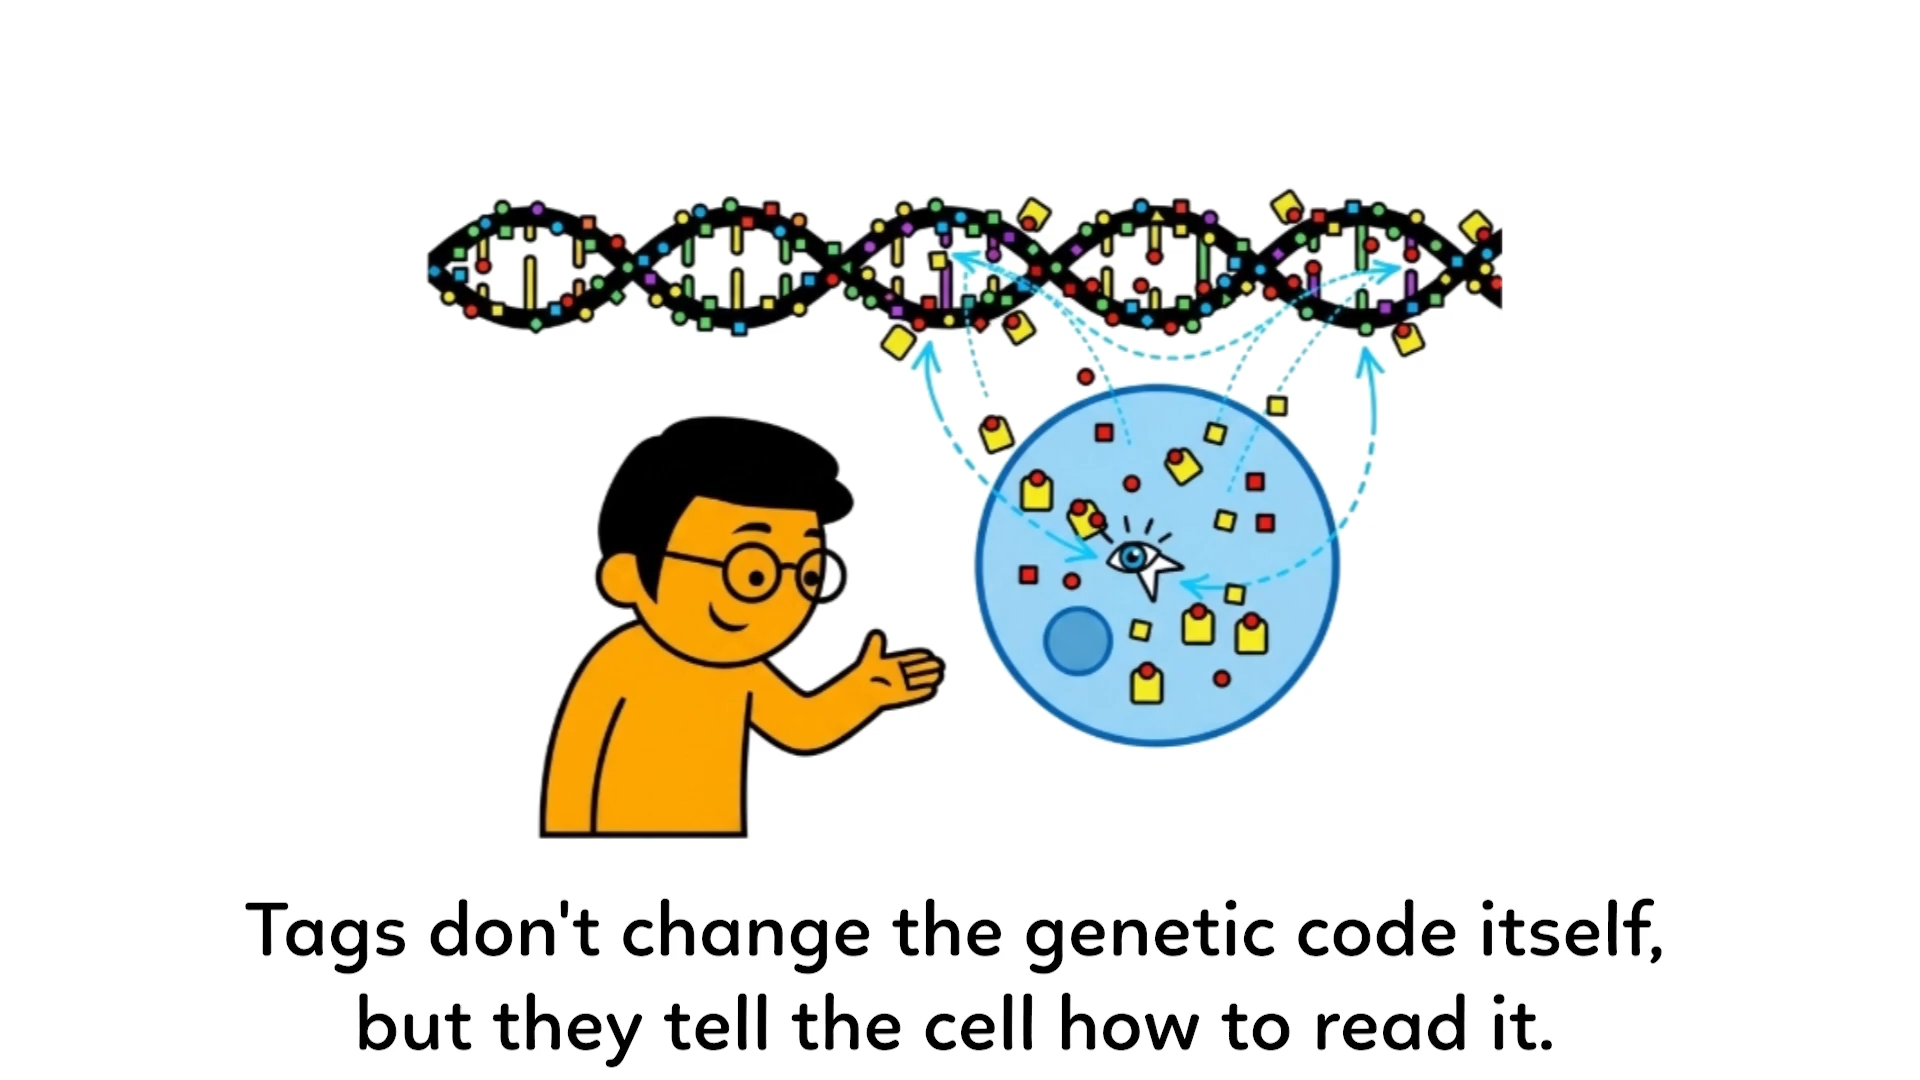 Tags don't change the genetic code itself,
but they tell the cell how to read it.